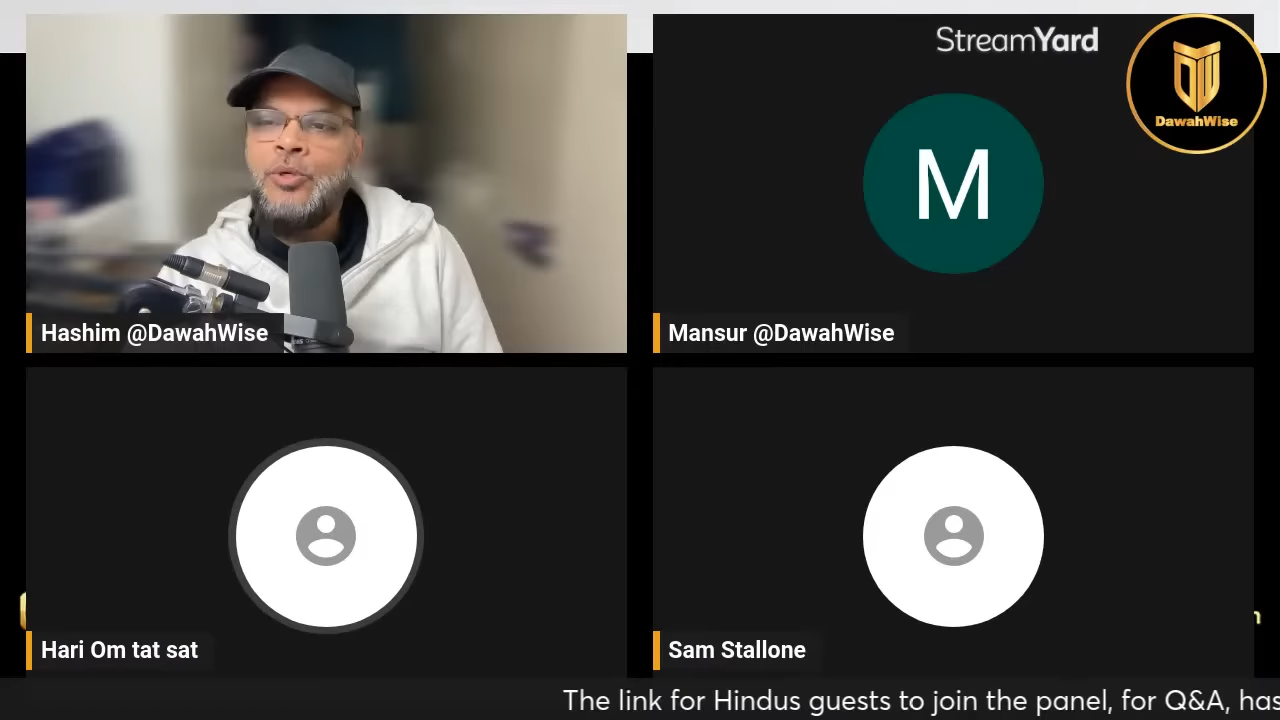 StreamYard
DawahWise
M
Hashim @DawahWise
Mansur @DawahWise
Hari Om tat sat
Sam Stallone
The link for Hindus guests to join the panel, for Q&A, has